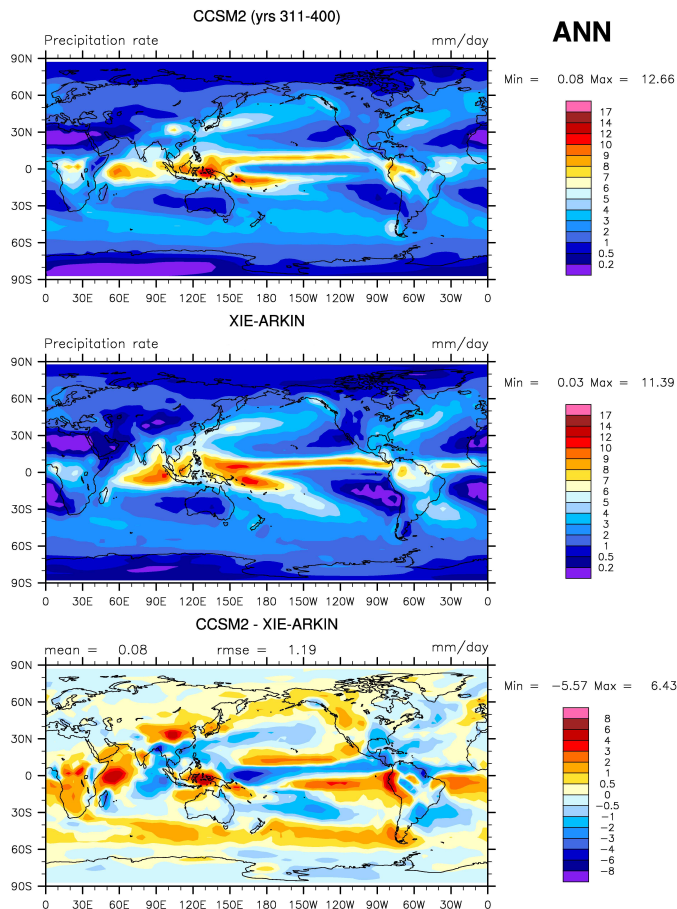 CCSM2 (yrs 311-400)
ANN
Precipitation rate mm/day
Min = 0.08 Max = 12.66
90N
60N
30N
0
30S
60S
90S
0 30E 60E 90E 120E 150E 180 150W 120W 90W 60W 30W 0
17
14
12
10
9
8
7
6
5
4
3
2
1
0.5
0.2
XIE-ARKIN
Precipitation rate mm/day
Min = 0.03 Max = 11.39
90N
60N
30N
0
30S
60S
90S
0 30E 60E 90E 120E 150E 180 150W 120W 90W 60W 30W 0
17
14
12
10
9
8
7
6
5
4
3
2
1
0.5
0.2
CCSM2 - XIE-ARKIN
mean = 0.08 rmse = 1.19 mm/day
Min = -5.57 Max = 6.43
90N
60N
30N
0
30S
60S
90S
0 30E 60E 90E 120E 150E 180 150W 120W 90W 60W 30W 0
8
6
4
3
2
1
0.5
0
-0.5
-1
-2
-3
-4
-6
-8